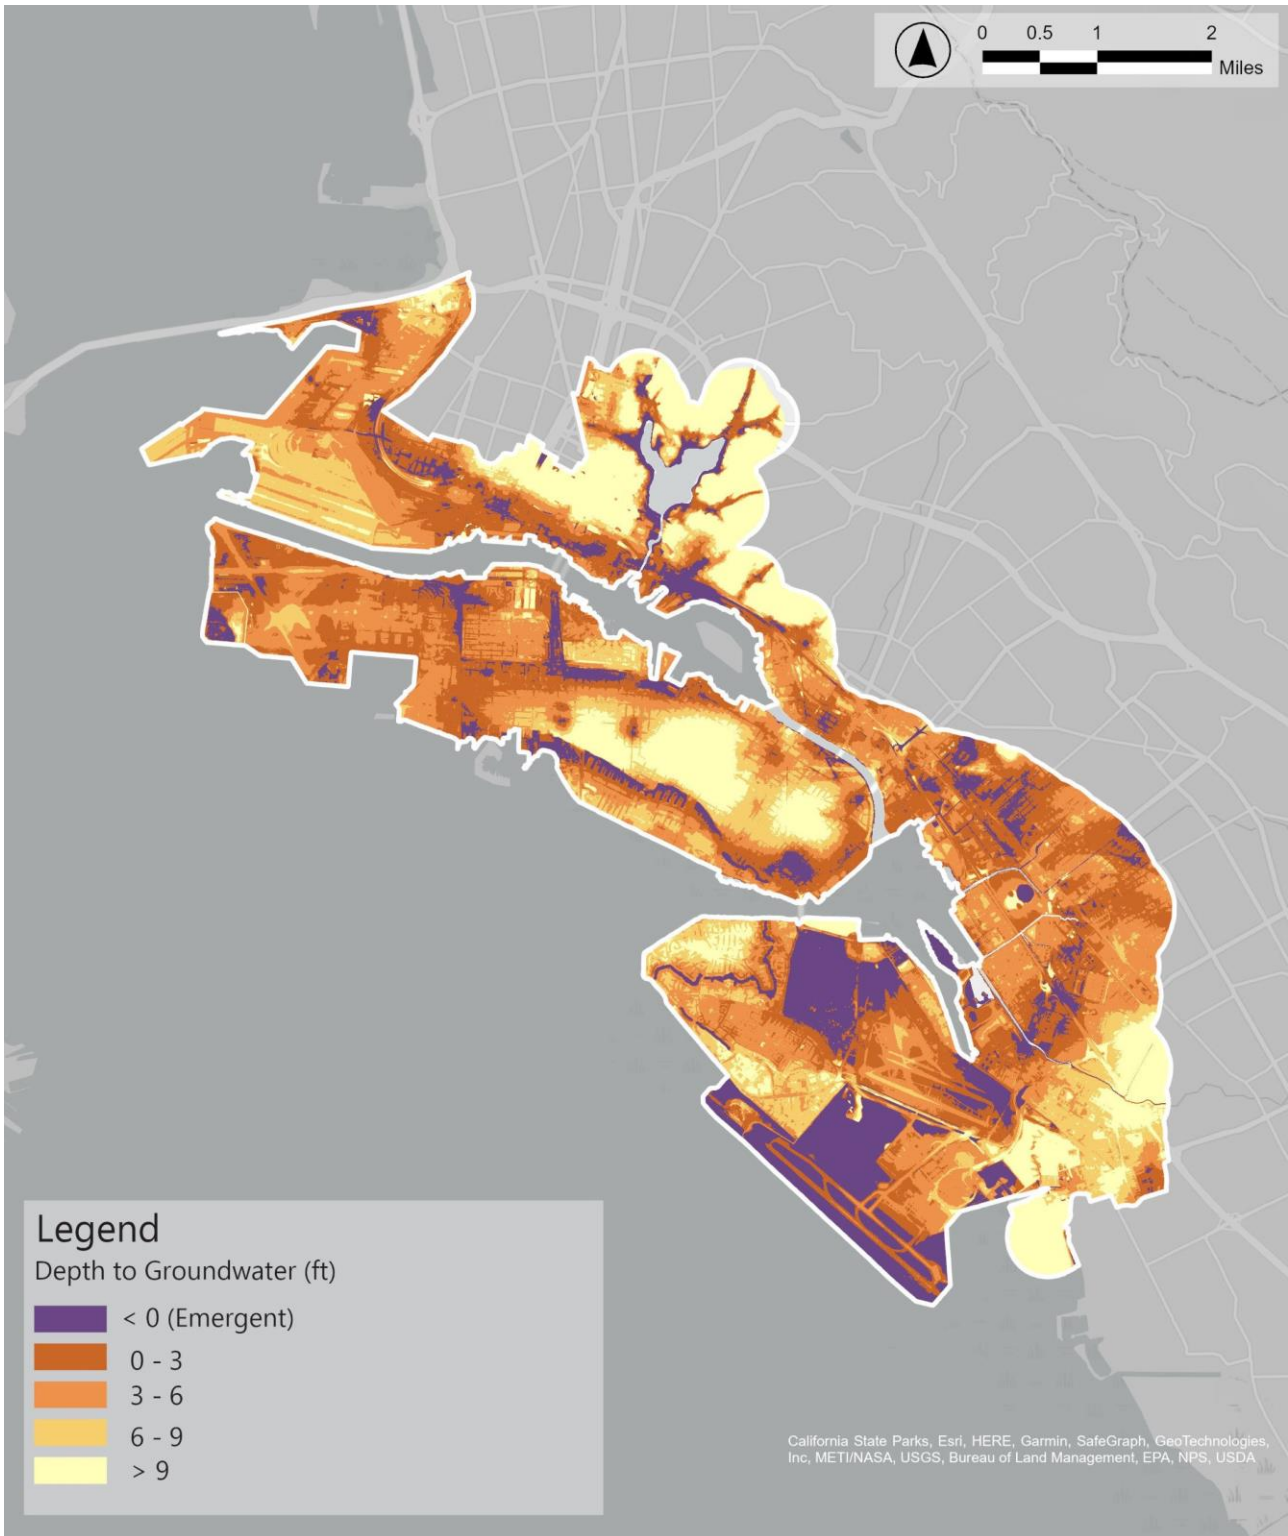 0 0.5 1 2
Miles
Legend
Depth to Groundwater (ft)
< 0 (Emergent)
0 - 3
3 - 6
6 - 9
> 9
California State Parks, Esri, HERE, Garmin, SafeGraph, GeoTechnologies,
Inc, METI/NASA, USGS, Bureau of Land Management, EPA, NPS, USDA